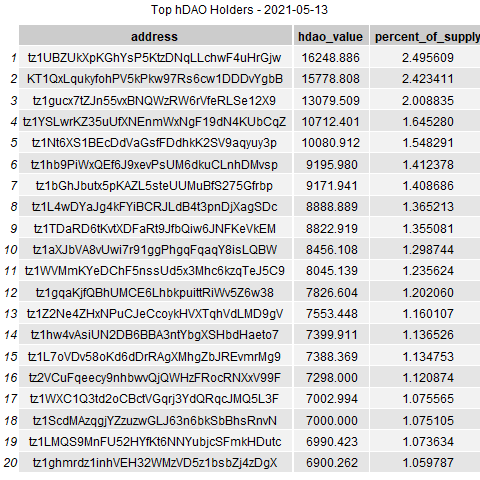 Top hDAO Holders - 2021-05-13
address hdao_value percent_of_supply
1 tz1UBZUkXpKGhYsP5KtzDNqLLchwF4uHrGjw 16248.886 2.495609
2 KT1QxLqukyfohPV5kPkw97Rs6cw1DDDvYgbB 15778.808 2.423411
3 tz1gucx7tZJn55vxBNQWzRW6rVfeRLSe12X9 13079.509 2.008835
4 tz1YSLwrKZ35uUfXNEnmWxNgF19dN4KUbCqZ 10712.401 1.645280
5 tz1Nt6XS1BEcDdVaGsfFDdhkK2SV9aqyuy3p 10080.912 1.548291
6 tz1hb9PiWxQEf6J9xevPsUM6dkuCLnhDMvsp 9195.980 1.412378
7 tz1bGhJbutx5pKAZL5steUUMuBfS275Gfrbp 9171.941 1.408686
8 tz1L4wDYaJg4kFYiBCRJLdB4t3pnDjXagSDc 8888.889 1.365213
9 tz1TDaRD6tKvtXDFaRt9JfbQiw6JNFKeVkEM 8822.919 1.355081
10 tz1aXJbVA8vUwi7r91ggPhgqFqaqY8isLQBW 8456.108 1.298744
11 tz1WVMmKYeDChF5nssUd5x3Mhc6kzqTeJ5C9 8045.139 1.235624
12 tz1gqaKjfQBhUMCE6LhbkpuittRiWv5Z6w38 7826.604 1.202060
13 tz1Z2Ne4ZHxNPuCJeCcoykHVXTqhVdLMD9gV 7553.448 1.160107
14 tz1hw4vAsiUN2DB6BBA3ntYbgXSHbdHaeto7 7399.911 1.136526
15 tz1L7oVDv58oKd6dDrRAgXMhgZbJREvmrMg9 7388.369 1.134753
16 tz2VCuFqeecy9nhbwvQjQWHzFRocRNXxV99F 7298.000 1.120874
17 tz1WXC1Q3td2oCBctVGqrj3YdQRqcJMQ5L3F 7002.994 1.075565
18 tz1ScdMAzqgjYZzuzwGLJ63n6bkSbBhsRnvN 7000.000 1.075105
19 tz1LMQS9MnFU52HYfKt6NNYubjcSFmkHDutc 6990.423 1.073634
20 tz1ghmrdz1inhVEH32WMzVD5z1bsbZj4zDgX 6900.262 1.059787